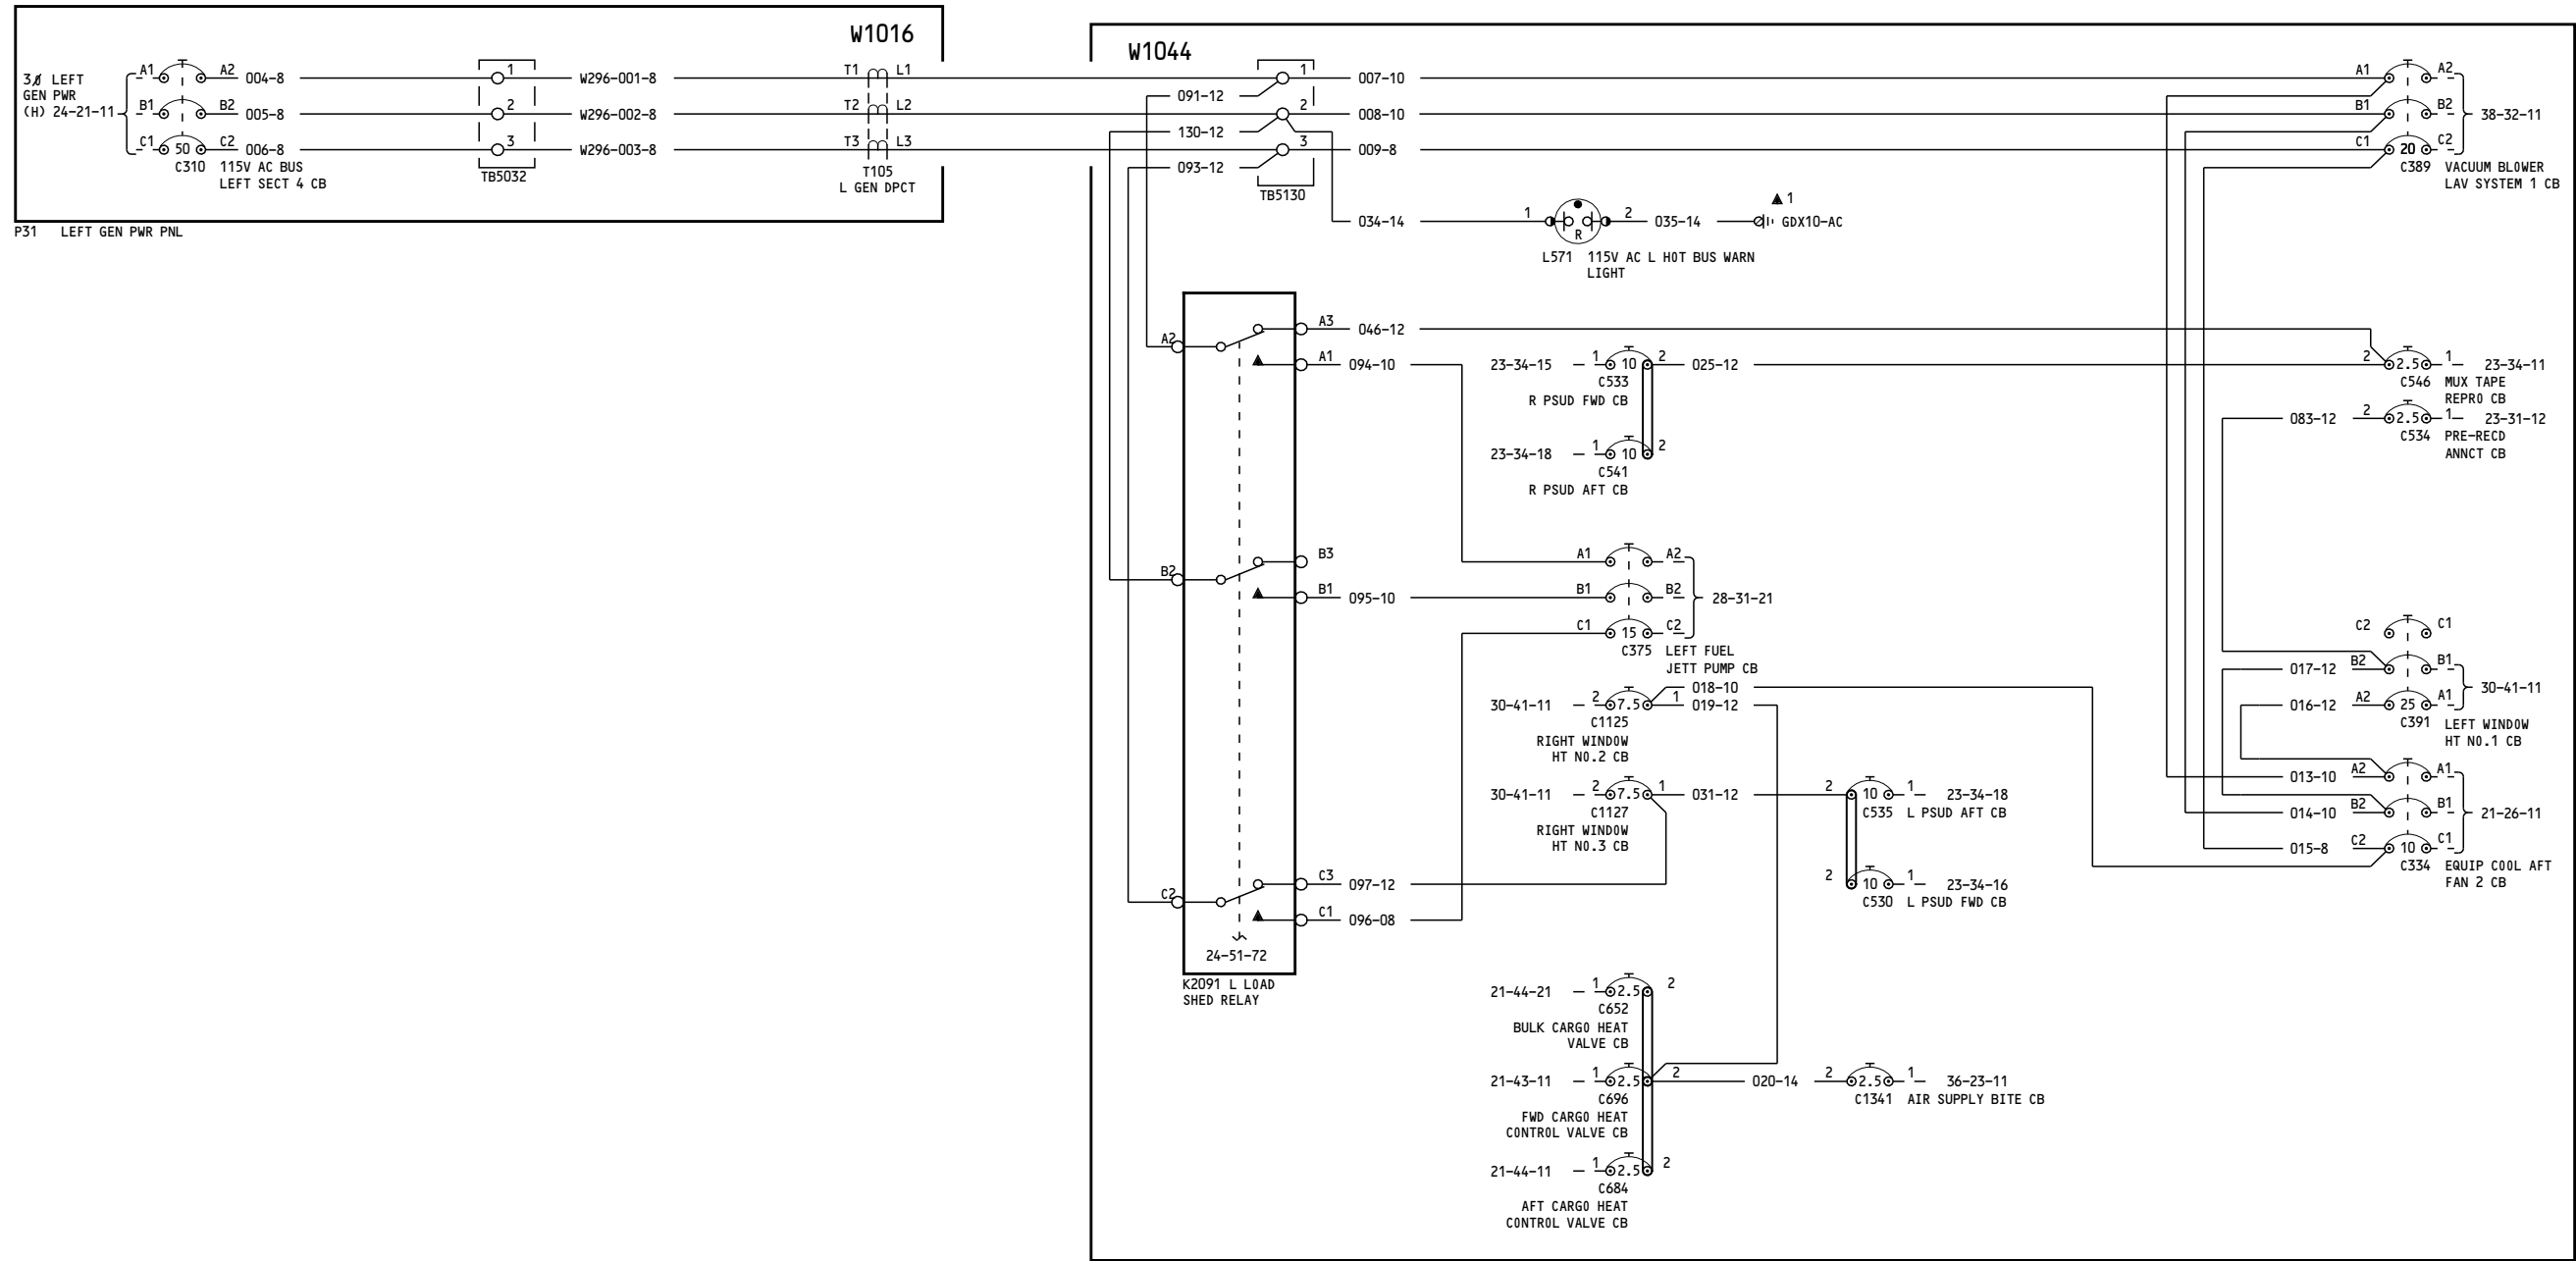 W1016
3Ø LEFT
GEN PWR
(H) 24-21-11
A1 A2 004-8 1 W296-001-8 T1 L1
B1 B2 005-8 2 W296-002-8 T2 L2
C1 50 C2 006-8 3 W296-003-8 T3 L3
C310 115V AC BUS
LEFT SECT 4 CB
TB5032
T105
L GEN DPCT
P31 LEFT GEN PWR PNL
W1044
1 007-10 A1 A2
091-12
2 008-10 B1 B2 38-32-11
130-12
3 009-8 C1 20 C2
093-12
TB5130
C389 VACUUM BLOWER
LAV SYSTEM 1 CB
034-14 1 R 2 035-14 GDX10-AC
1
L571 115V AC L HOT BUS WARN
LIGHT
A2 A3 046-12
A1 094-10
23-34-15 1 10 2 025-12
C533
R PSUD FWD CB
23-34-18 1 10 2
C541
R PSUD AFT CB
2 2.5 1 23-34-11
C546 MUX TAPE
REPRO CB
083-12 2 2.5 1 23-31-12
C534 PRE-RECD
ANNCT CB
B2 B3
B1 095-10
A1 A2
B1 B2 28-31-21
C1 15 C2
C375 LEFT FUEL
JETT PUMP CB
018-10
30-41-11 2 7.5 1 019-12
C1125
RIGHT WINDOW
HT NO.2 CB
30-41-11 2 7.5 1 031-12
C1127
RIGHT WINDOW
HT NO.3 CB
2 10 1 23-34-18
C535 L PSUD AFT CB
2 10 1 23-34-16
C530 L PSUD FWD CB
C2 C1
017-12 B2 B1
30-41-11
016-12 A2 25 A1
C391 LEFT WINDOW
HT NO.1 CB
013-10 A2 A1
014-10 B2 B1 21-26-11
015-8 C2 10 C1
C334 EQUIP COOL AFT
FAN 2 CB
C2 C3 097-12
C1 096-08
24-51-72
K2091 L LOAD
SHED RELAY
21-44-21 1 2.5 2
C652
BULK CARGO HEAT
VALVE CB
21-43-11 1 2.5 2 020-14
C696
FWD CARGO HEAT
CONTROL VALVE CB
2 2.5 1 36-23-11
C1341 AIR SUPPLY BITE CB
21-44-11 1 2.5 2
C684
AFT CARGO HEAT
CONTROL VALVE CB